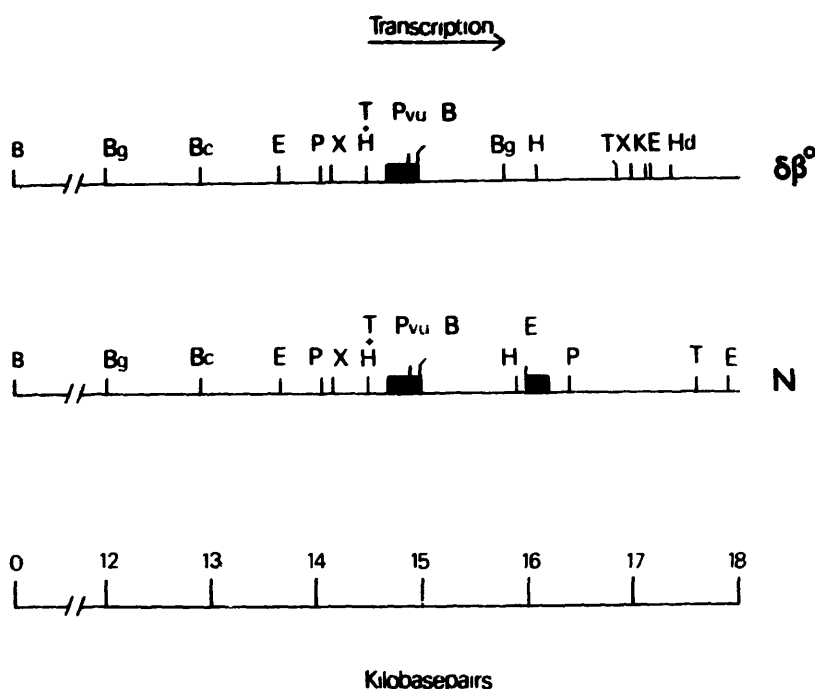 Transcription
T Pvu B
B Bg Bc E P X H Bg H T X K E Hd δβ°
T Pvu B E
B Bg Bc E P X H H P T E N
0 12 13 14 15 16 17 18
Kilobasepairs